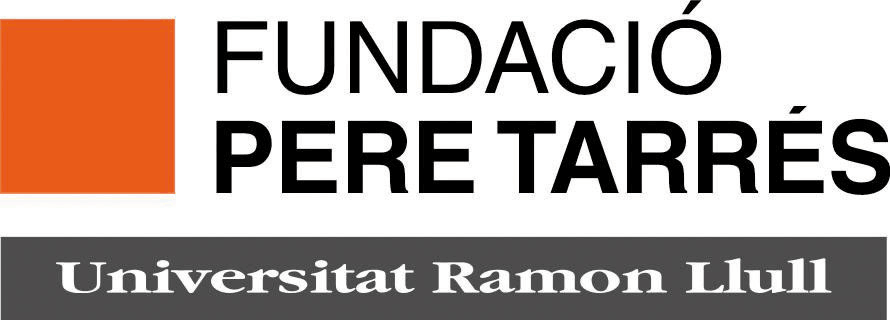 FUNDACIÓ
PERE TARRÉS
Universitat Ramon Llull